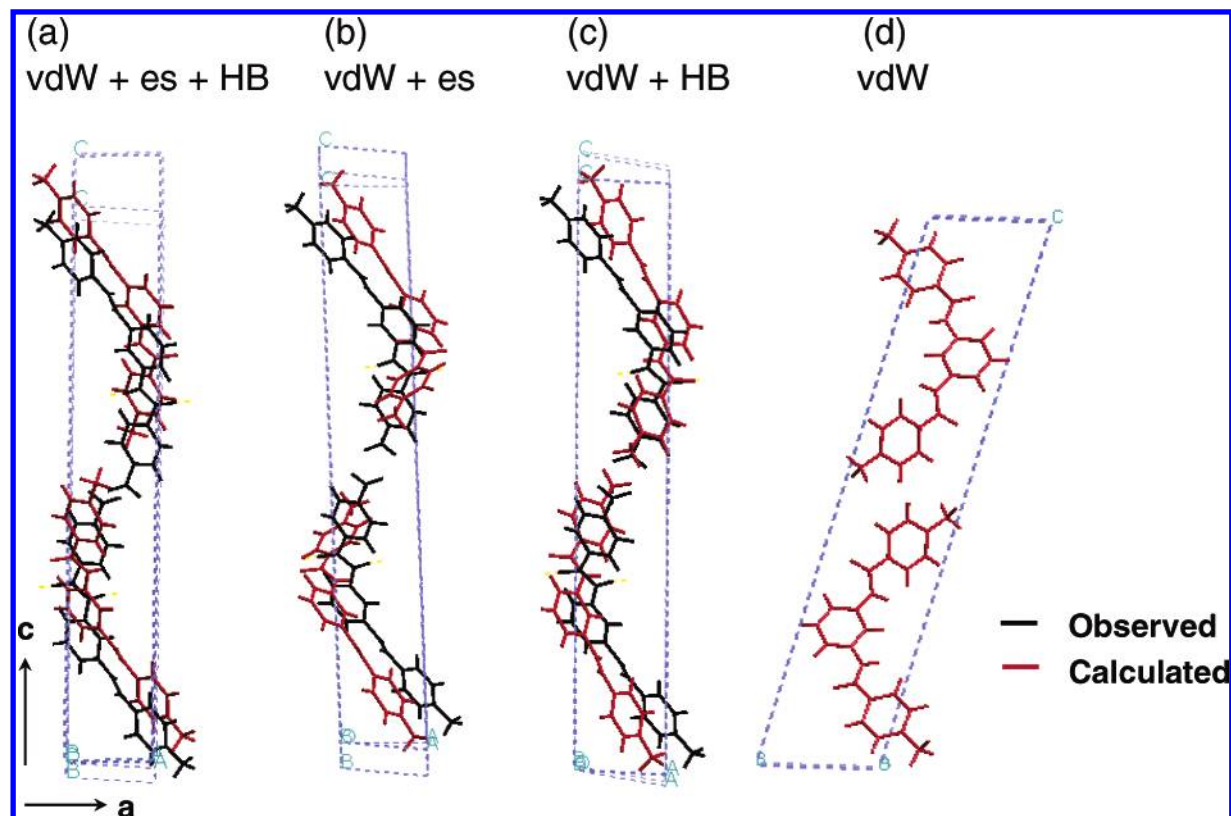 (a)
vdW + es + HB
(b)
vdW + es
(c)
vdW + HB
(d)
vdW
C
C
C
C
C
C
C
Observed
Calculated
c
a
B
B
A
B
A
A
B
B
A
A
B
B